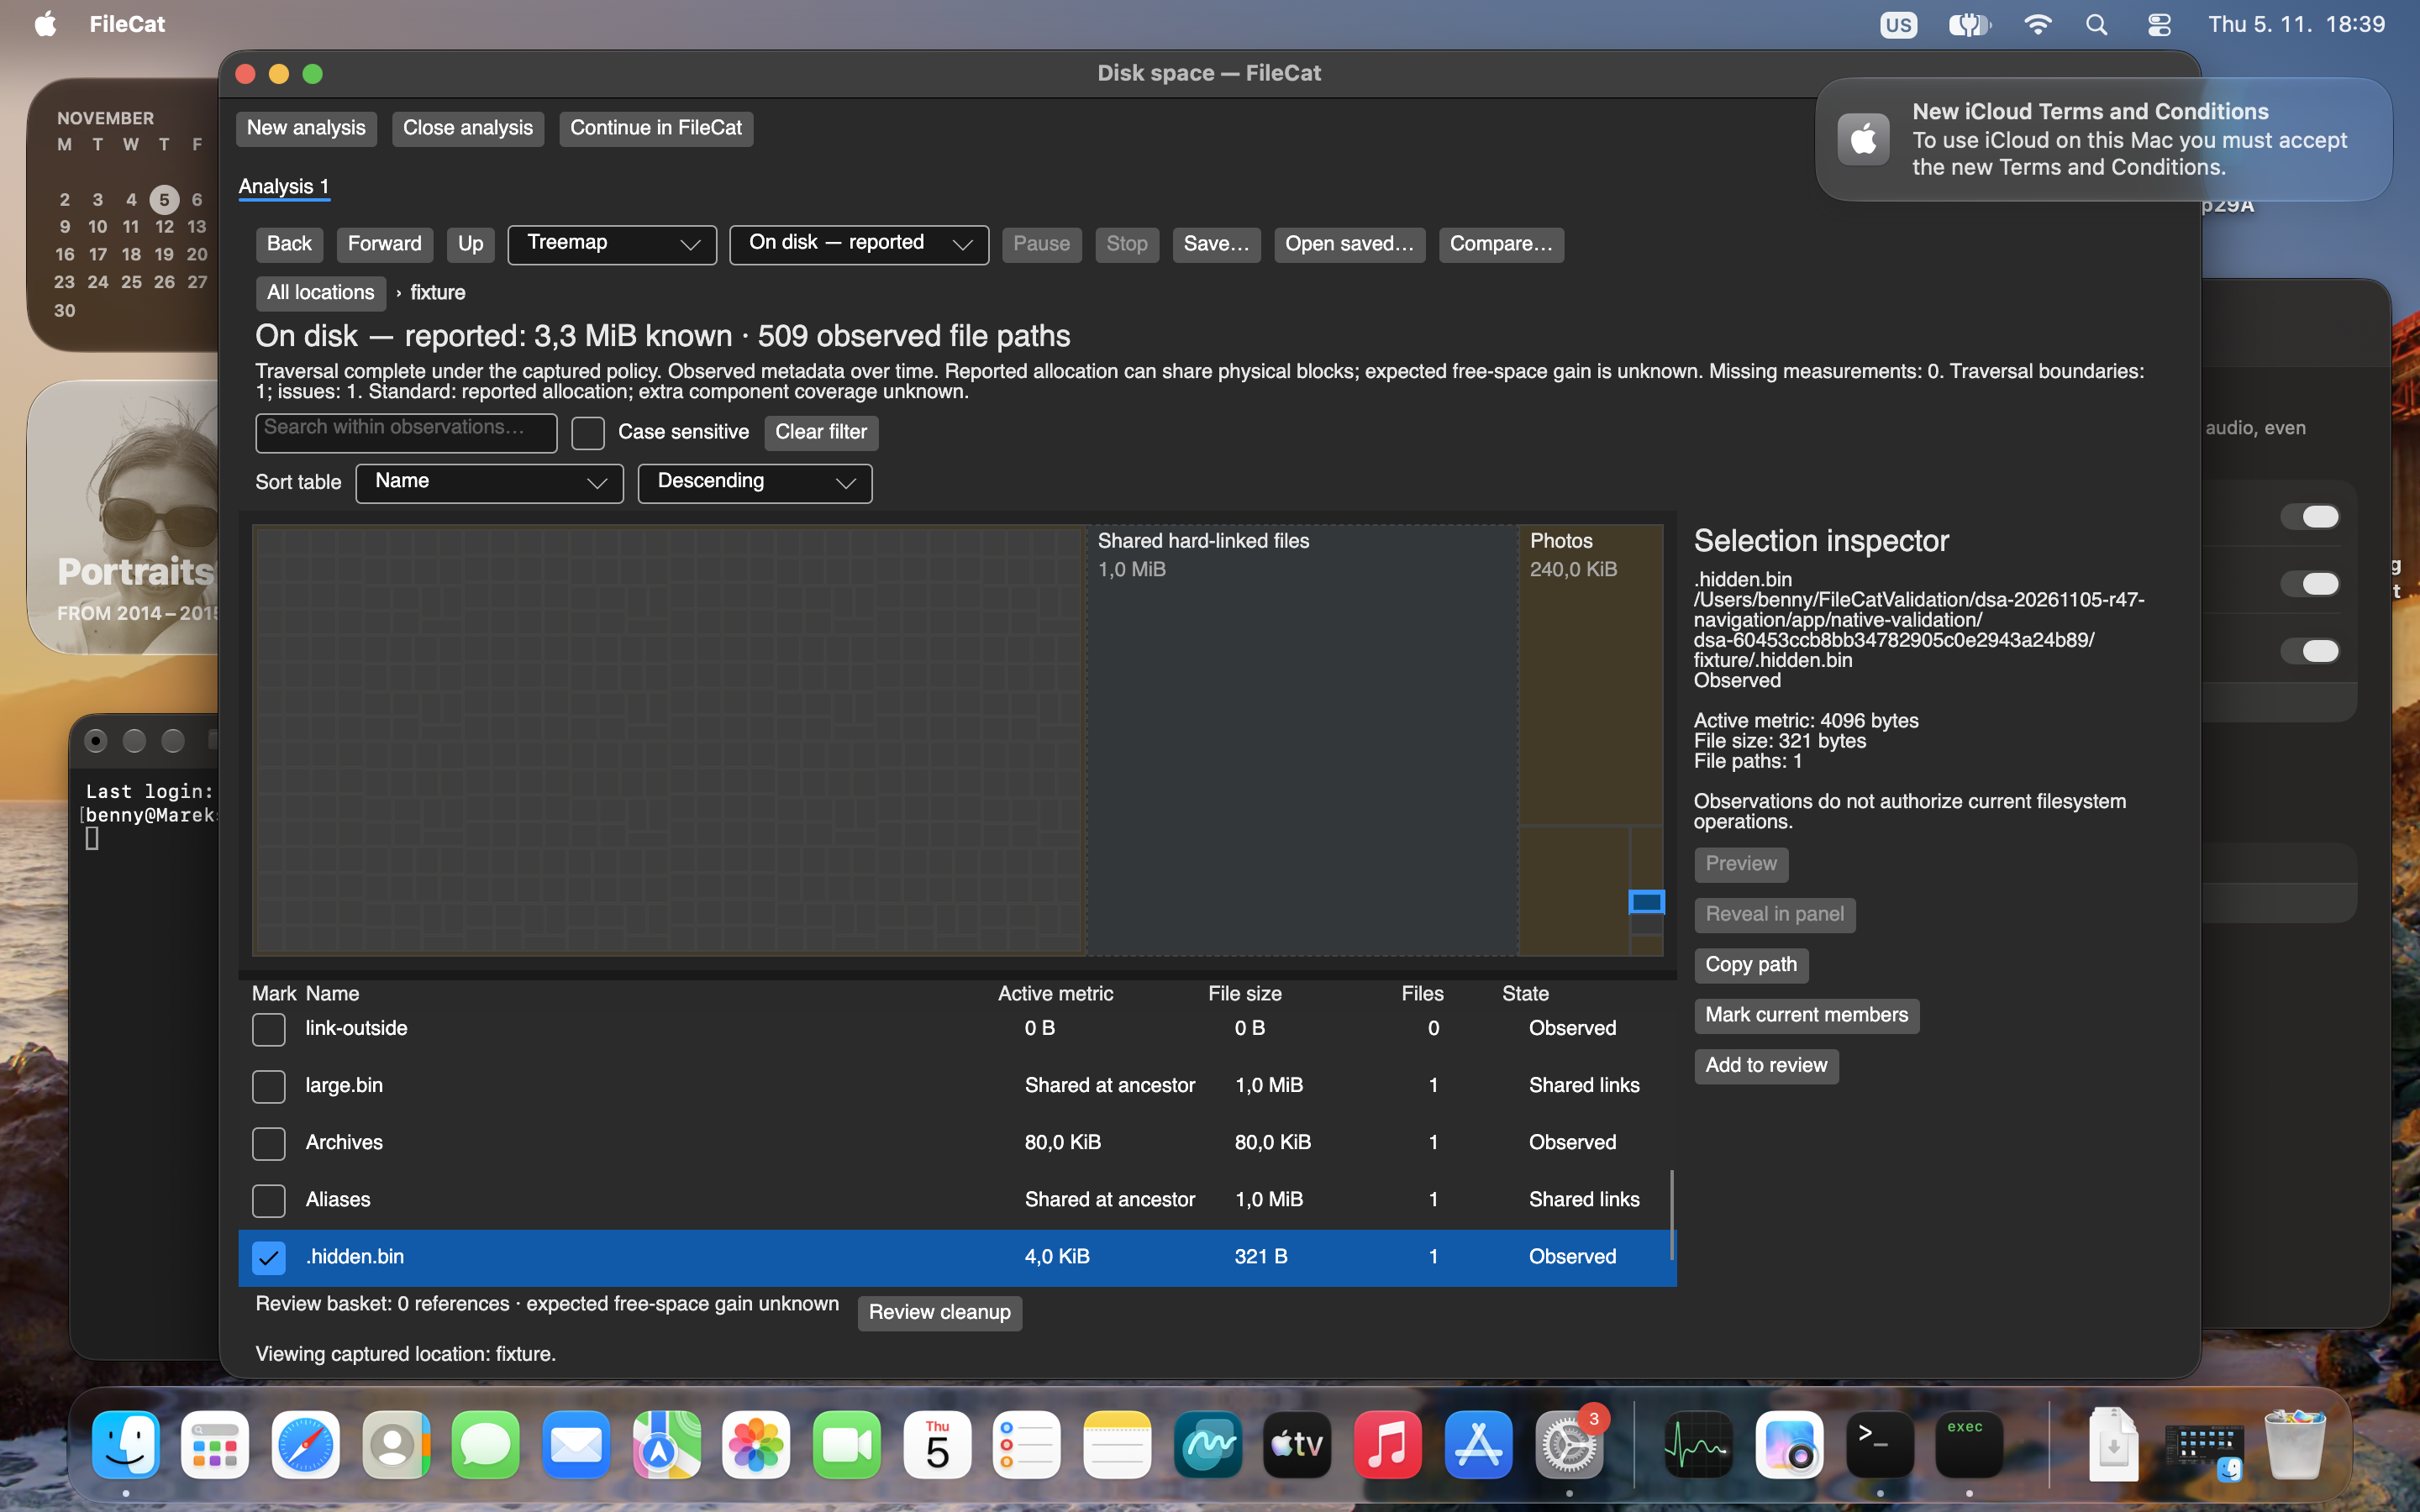 FileCat
US
Thu 5. 11. 18:39
Disk space — FileCat
New analysis
Close analysis
Continue in FileCat
New iCloud Terms and Conditions
To use iCloud on this Mac you must accept
the new Terms and Conditions.
NOVEMBER
M T W T F
2 3 4 5 6
9 10 11 12 13
16 17 18 19 20
23 24 25 26 27
30
Analysis 1
p29A
Back
Forward
Up
Treemap
On disk — reported
Pause
Stop
Save…
Open saved…
Compare…
All locations › fixture
On disk — reported: 3,3 MiB known · 509 observed file paths
Traversal complete under the captured policy. Observed metadata over time. Reported allocation can share physical blocks; expected free-space gain is unknown. Missing measurements: 0. Traversal boundaries:
1; issues: 1. Standard: reported allocation; extra component coverage unknown.
Search within observations…
Case sensitive
Clear filter
audio, even
Sort table
Name
Descending
Portraits
FROM 2014–2015
Shared hard-linked files
1,0 MiB
Photos
240,0 KiB
Selection inspector
.hidden.bin
/Users/benny/FileCatValidation/dsa-20261105-r47-
navigation/app/native-validation/
dsa-60453ccb8bb34782905c0e2943a24b89/
fixture/.hidden.bin
Observed
Active metric: 4096 bytes
File size: 321 bytes
File paths: 1
Observations do not authorize current filesystem
operations.
Preview
Reveal in panel
Copy path
Mark current members
Add to review
g
t
Last login:
[benny@Marek
Mark Name Active metric File size Files State
link-outside 0 B 0 B 0 Observed
large.bin Shared at ancestor 1,0 MiB 1 Shared links
Archives 80,0 KiB 80,0 KiB 1 Observed
Aliases Shared at ancestor 1,0 MiB 1 Shared links
.hidden.bin 4,0 KiB 321 B 1 Observed
Review basket: 0 references · expected free-space gain unknown
Review cleanup
Viewing captured location: fixture.
Thu
5
tv
3
>_
exec